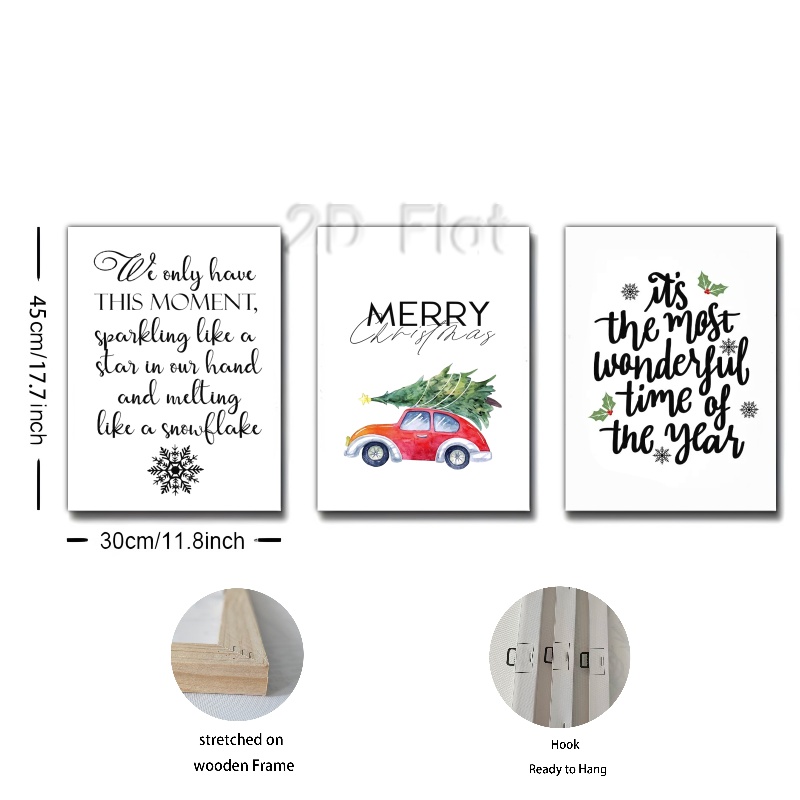 2D Flat
45cm/17.7inch
We only have
THIS MOMENT,
sparkling like a
star in our hand
and melting
like a snowflake
MERRY
Christmas
it's
the most
wonderful
time of
the year
30cm/11.8inch
stretched on
wooden Frame
Hook
Ready to Hang